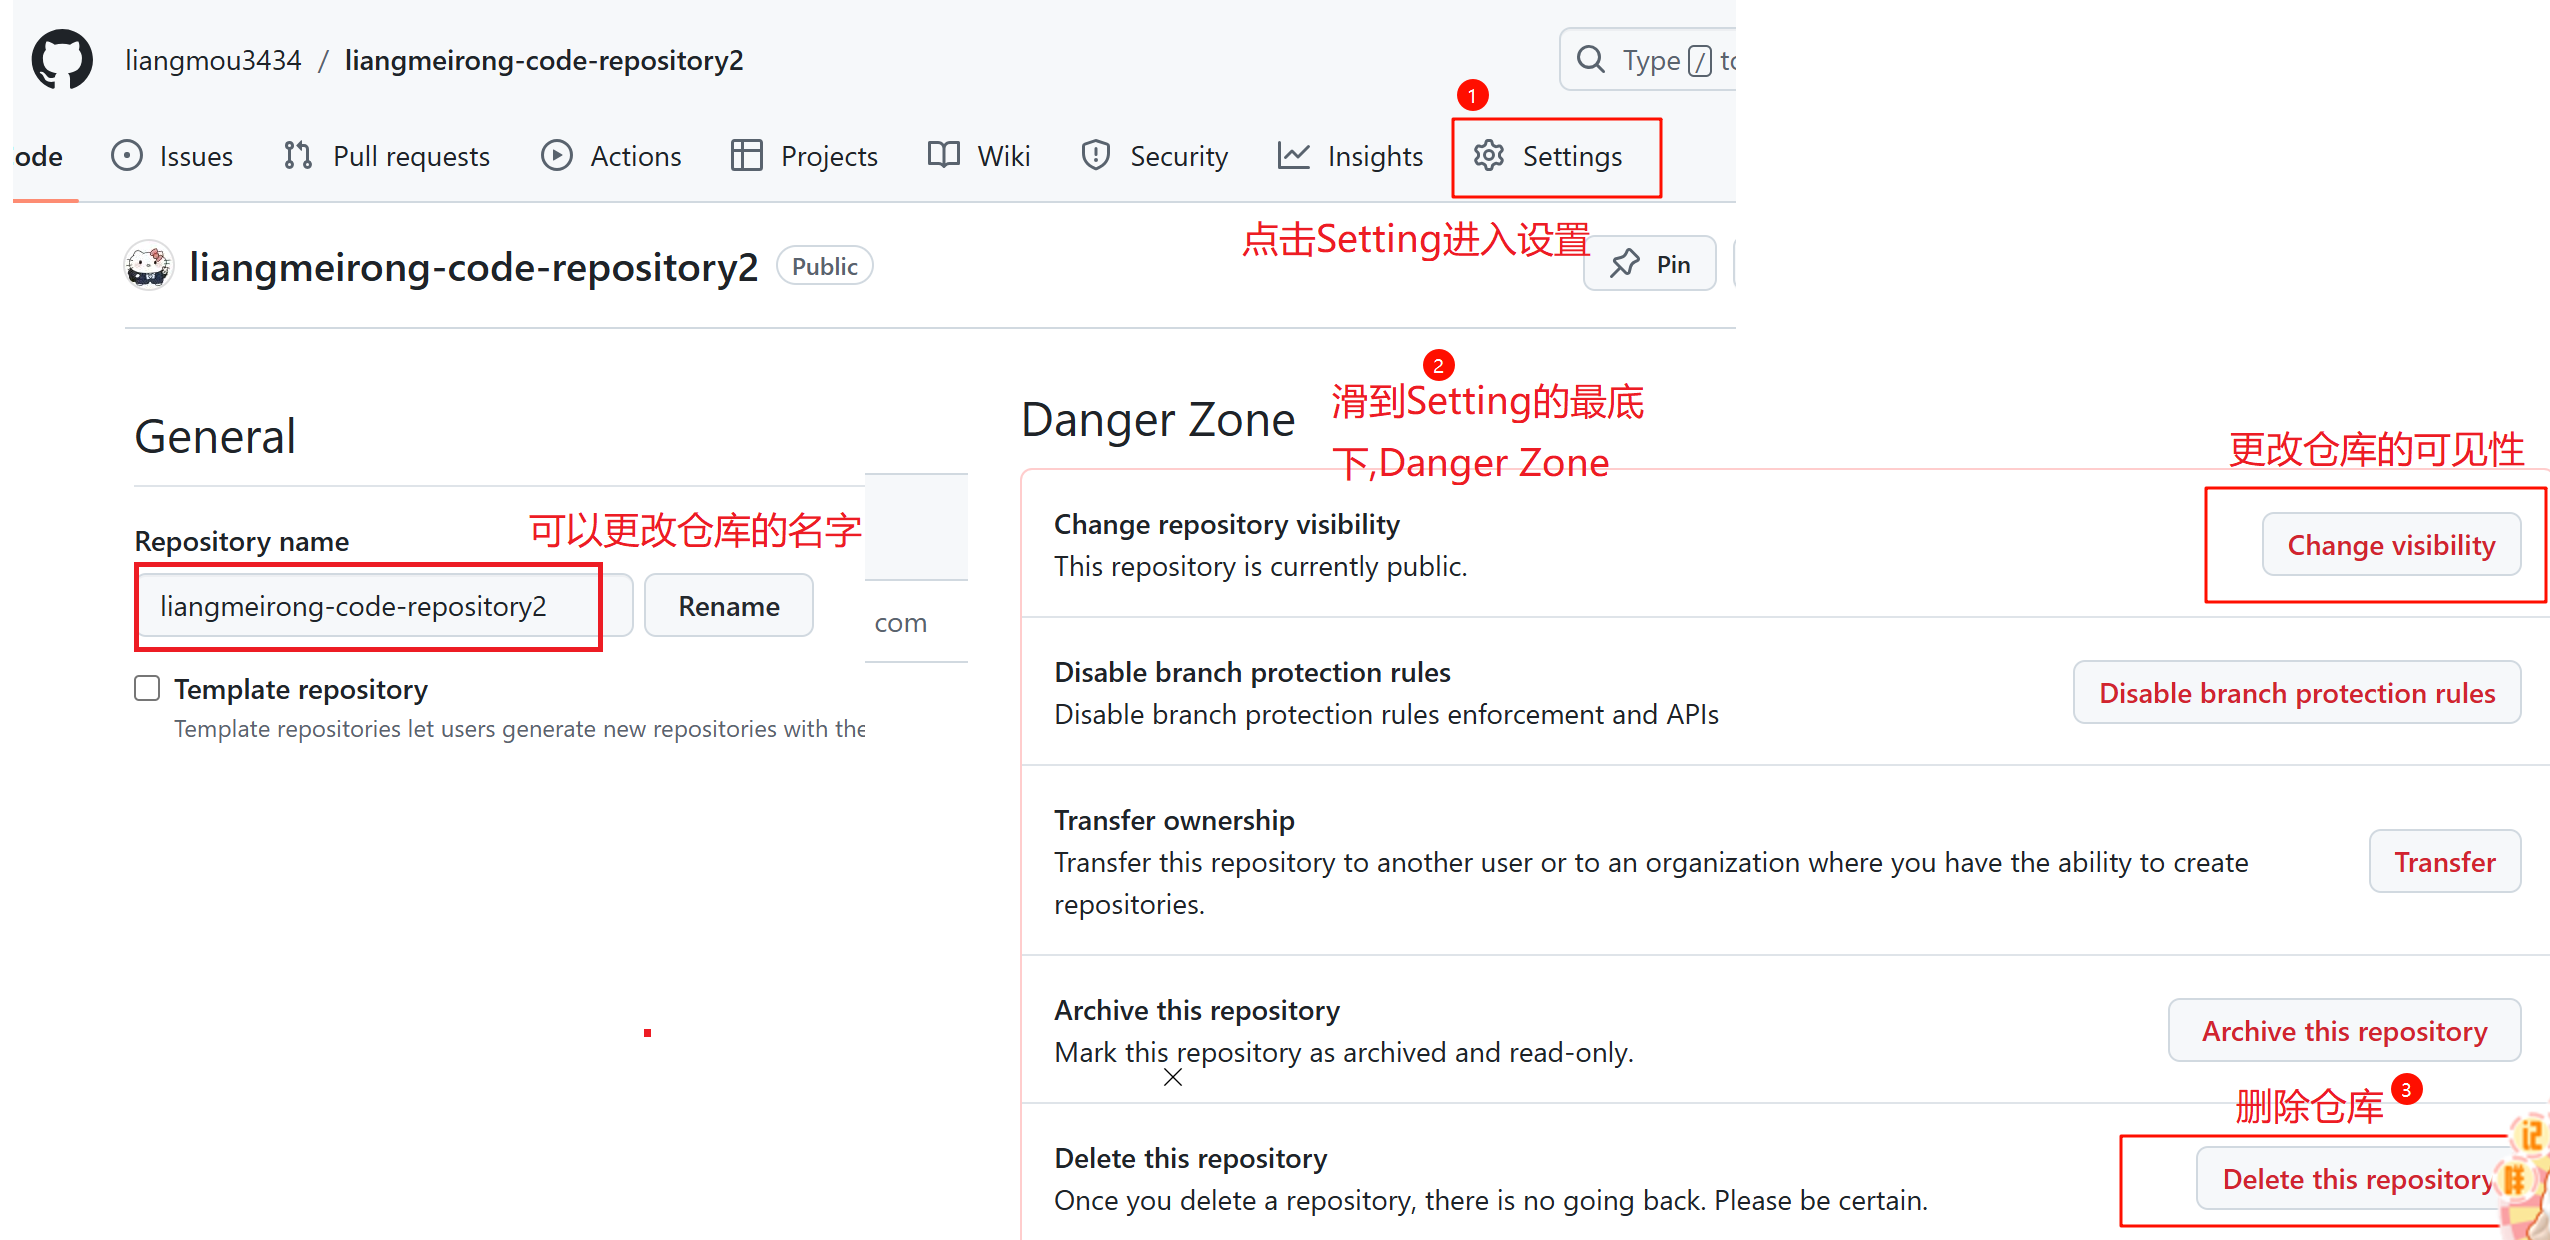 liangmou3434 / liangmeirong-code-repository2
Type / to
1
ode Issues Pull requests Actions Projects Wiki Security Insights Settings
点击Setting进入设置
liangmeirong-code-repository2 Public
Pin
General
Repository name
可以更改仓库的名字
liangmeirong-code-repository2 Rename
com
Template repository
Template repositories let users generate new repositories with the
2
滑到Setting的最底
下,Danger Zone
Danger Zone
更改仓库的可见性
Change repository visibility
This repository is currently public.
Change visibility
Disable branch protection rules
Disable branch protection rules enforcement and APIs
Disable branch protection rules
Transfer ownership
Transfer this repository to another user or to an organization where you have the ability to create
repositories.
Transfer
Archive this repository
Mark this repository as archived and read-only.
Archive this repository
删除仓库 3
Delete this repository
Once you delete a repository, there is no going back. Please be certain.
Delete this repository